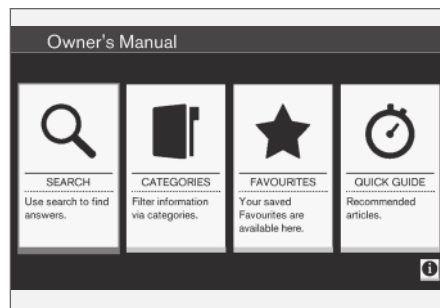 Owner's Manual
SEARCH
Use search to find
answers.
CATEGORIES
Filter information
via categories.
FAVOURITES
Your saved
Favourites are
available here.
QUICK GUIDE
Recommended
articles.
i